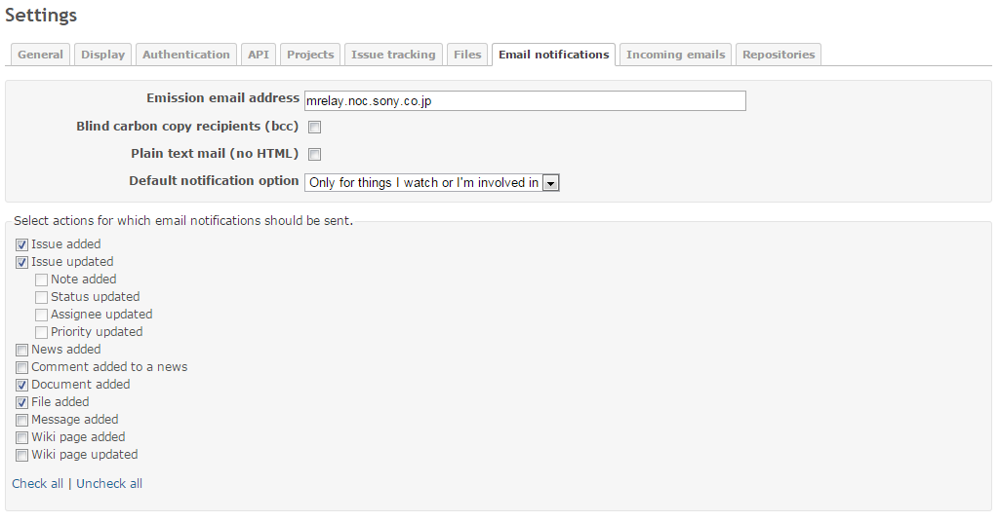 Settings
General Display Authentication API Projects Issue tracking Files Email notifications Incoming emails Repositories
Emission email address mrelay.noc.sony.co.jp
Blind carbon copy recipients (bcc)
Plain text mail (no HTML)
Default notification option Only for things I watch or I'm involved in
Select actions for which email notifications should be sent.
Issue added
Issue updated
Note added
Status updated
Assignee updated
Priority updated
News added
Comment added to a news
Document added
File added
Message added
Wiki page added
Wiki page updated
Check all | Uncheck all